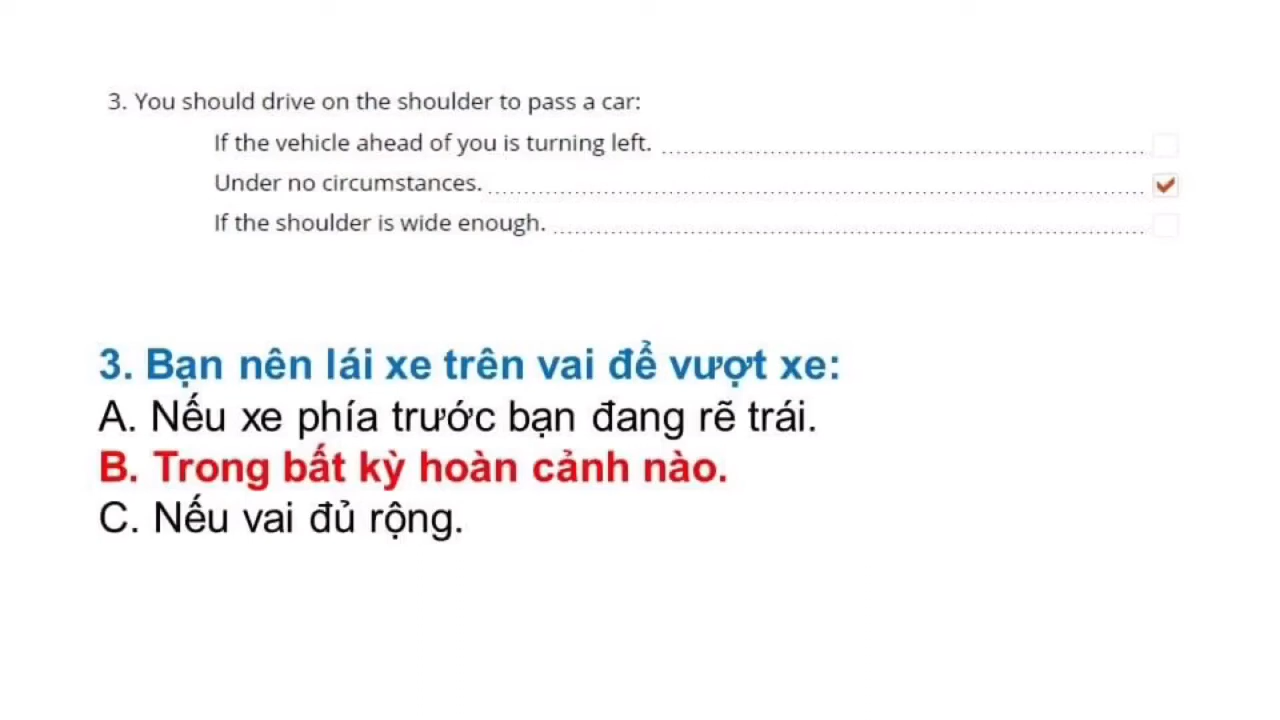 3. You should drive on the shoulder to pass a car:
If the vehicle ahead of you is turning left.
Under no circumstances.
If the shoulder is wide enough.
3. Bạn nên lái xe trên vai để vượt xe:
A. Nếu xe phía trước bạn đang rẽ trái.
B. Trong bất kỳ hoàn cảnh nào.
C. Nếu vai đủ rộng.